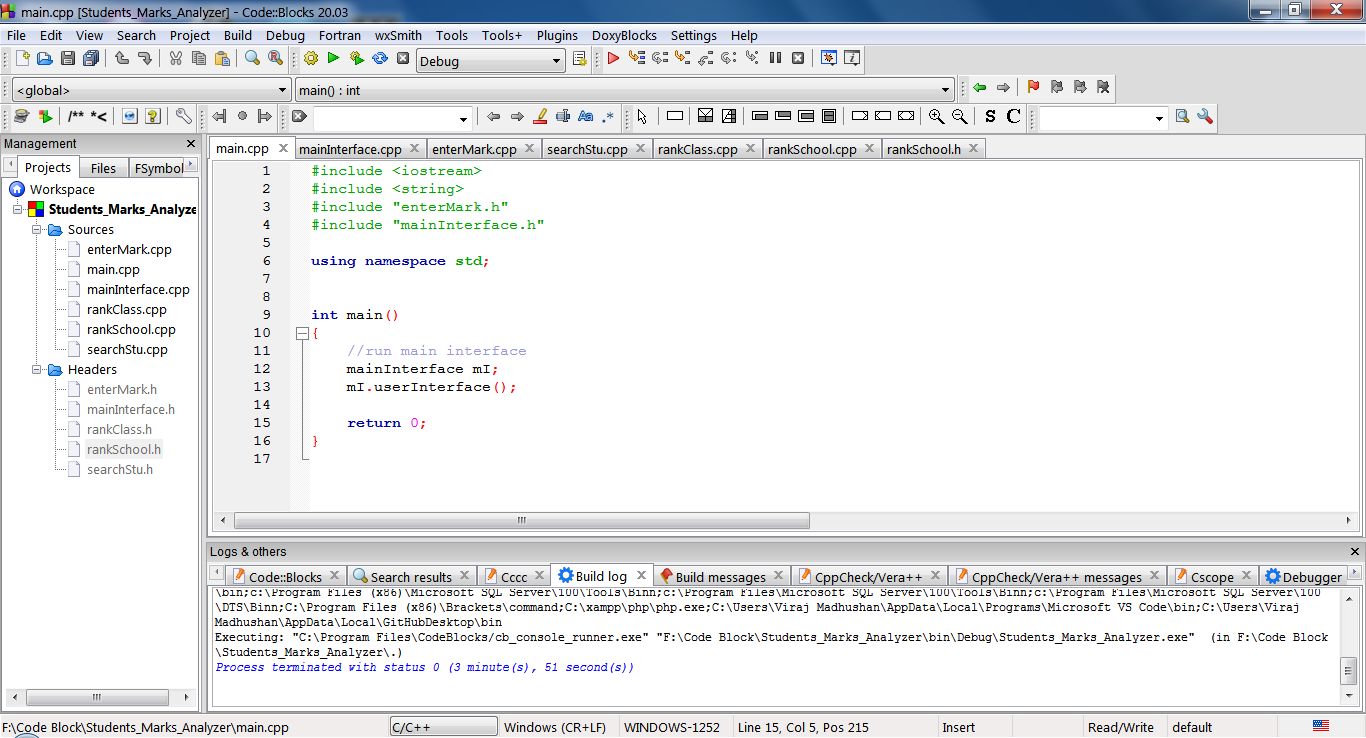 main.cpp [Students_Marks_Analyzer] - Code::Blocks 20.03
File Edit View Search Project Build Debug Fortran wxSmith Tools Tools+ Plugins DoxyBlocks Settings Help
Debug
<global> main() : int
/** *< Aa .* S C
Management
Projects Files FSymbol
main.cpp mainInterface.cpp enterMark.cpp searchStu.cpp rankClass.cpp rankSchool.cpp rankSchool.h
Workspace
Students_Marks_Analyze
Sources
enterMark.cpp
main.cpp
mainInterface.cpp
rankClass.cpp
rankSchool.cpp
searchStu.cpp
Headers
enterMark.h
mainInterface.h
rankClass.h
rankSchool.h
searchStu.h
1 #include <iostream>
2 #include <string>
3 #include "enterMark.h"
4 #include "mainInterface.h"
5
6 using namespace std;
7
8
9 int main()
10 {
11 //run main interface
12 mainInterface mI;
13 mI.userInterface();
14
15 return 0;
16 }
17
Logs & others
Code::Blocks Search results Cccc Build log Build messages CppCheck/Vera++ CppCheck/Vera++ messages Cscope Debugger
\bin;c:\Program Files (x86)\Microsoft SQL Server\100\Tools\Binn;c:\Program Files\Microsoft SQL Server\100\Tools\Binn;c:\Program Files\Microsoft SQL Server\100
\DTS\Binn;C:\Program Files (x86)\Brackets\command;C:\xampp\php\php.exe;C:\Users\Viraj Madhushan\AppData\Local\Programs\Microsoft VS Code\bin;C:\Users\Viraj
Madhushan\AppData\Local\GitHubDesktop\bin
Executing: "C:\Program Files\CodeBlocks/cb_console_runner.exe" "F:\Code Block\Students_Marks_Analyzer\bin\Debug\Students_Marks_Analyzer.exe" (in F:\Code Block
\Students_Marks_Analyzer\.)
Process terminated with status 0 (3 minute(s), 51 second(s))
F:\Code Block\Students_Marks_Analyzer\main.cpp C/C++ Windows (CR+LF) WINDOWS-1252 Line 15, Col 5, Pos 215 Insert Read/Write default